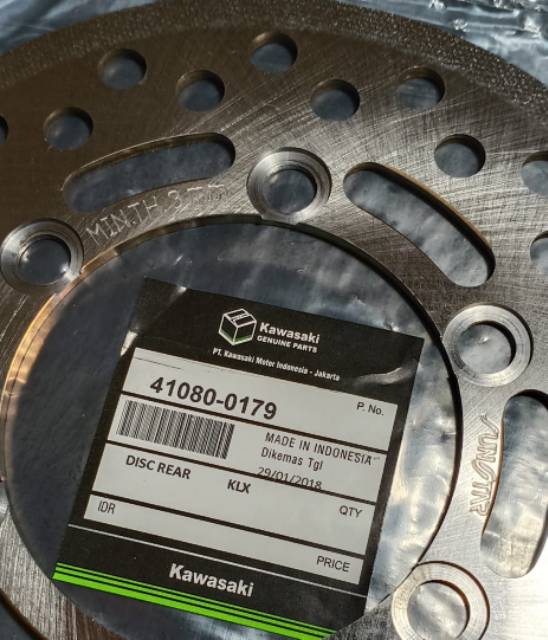 MIN.TH 3
Kawasaki
GENUINE PARTS
PT. Kawasaki Motor Indonesia - Jakarta
41080-0179
P. No.
MADE IN INDONESIA
Dikemas Tgl
29/01/2018
DISC REAR
KLX
QTY
IDR
PRICE
Kawasaki
SUNSTAR